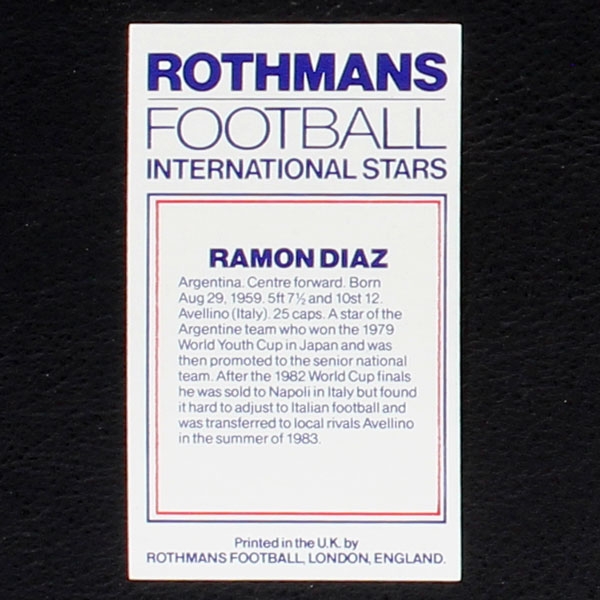 ROTHMANS
FOOTBALL
INTERNATIONAL STARS
RAMON DIAZ
Argentina. Centre forward. Born
Aug 29, 1959. 5ft 7½ and 10st 12.
Avellino (Italy). 25 caps. A star of the
Argentine team who won the 1979
World Youth Cup in Japan and was
then promoted to the senior national
team. After the 1982 World Cup finals
he was sold to Napoli in Italy but found
it hard to adjust to Italian football and
was transferred to local rivals Avellino
in the summer of 1983.
Printed in the U.K. by
ROTHMANS FOOTBALL, LONDON, ENGLAND.